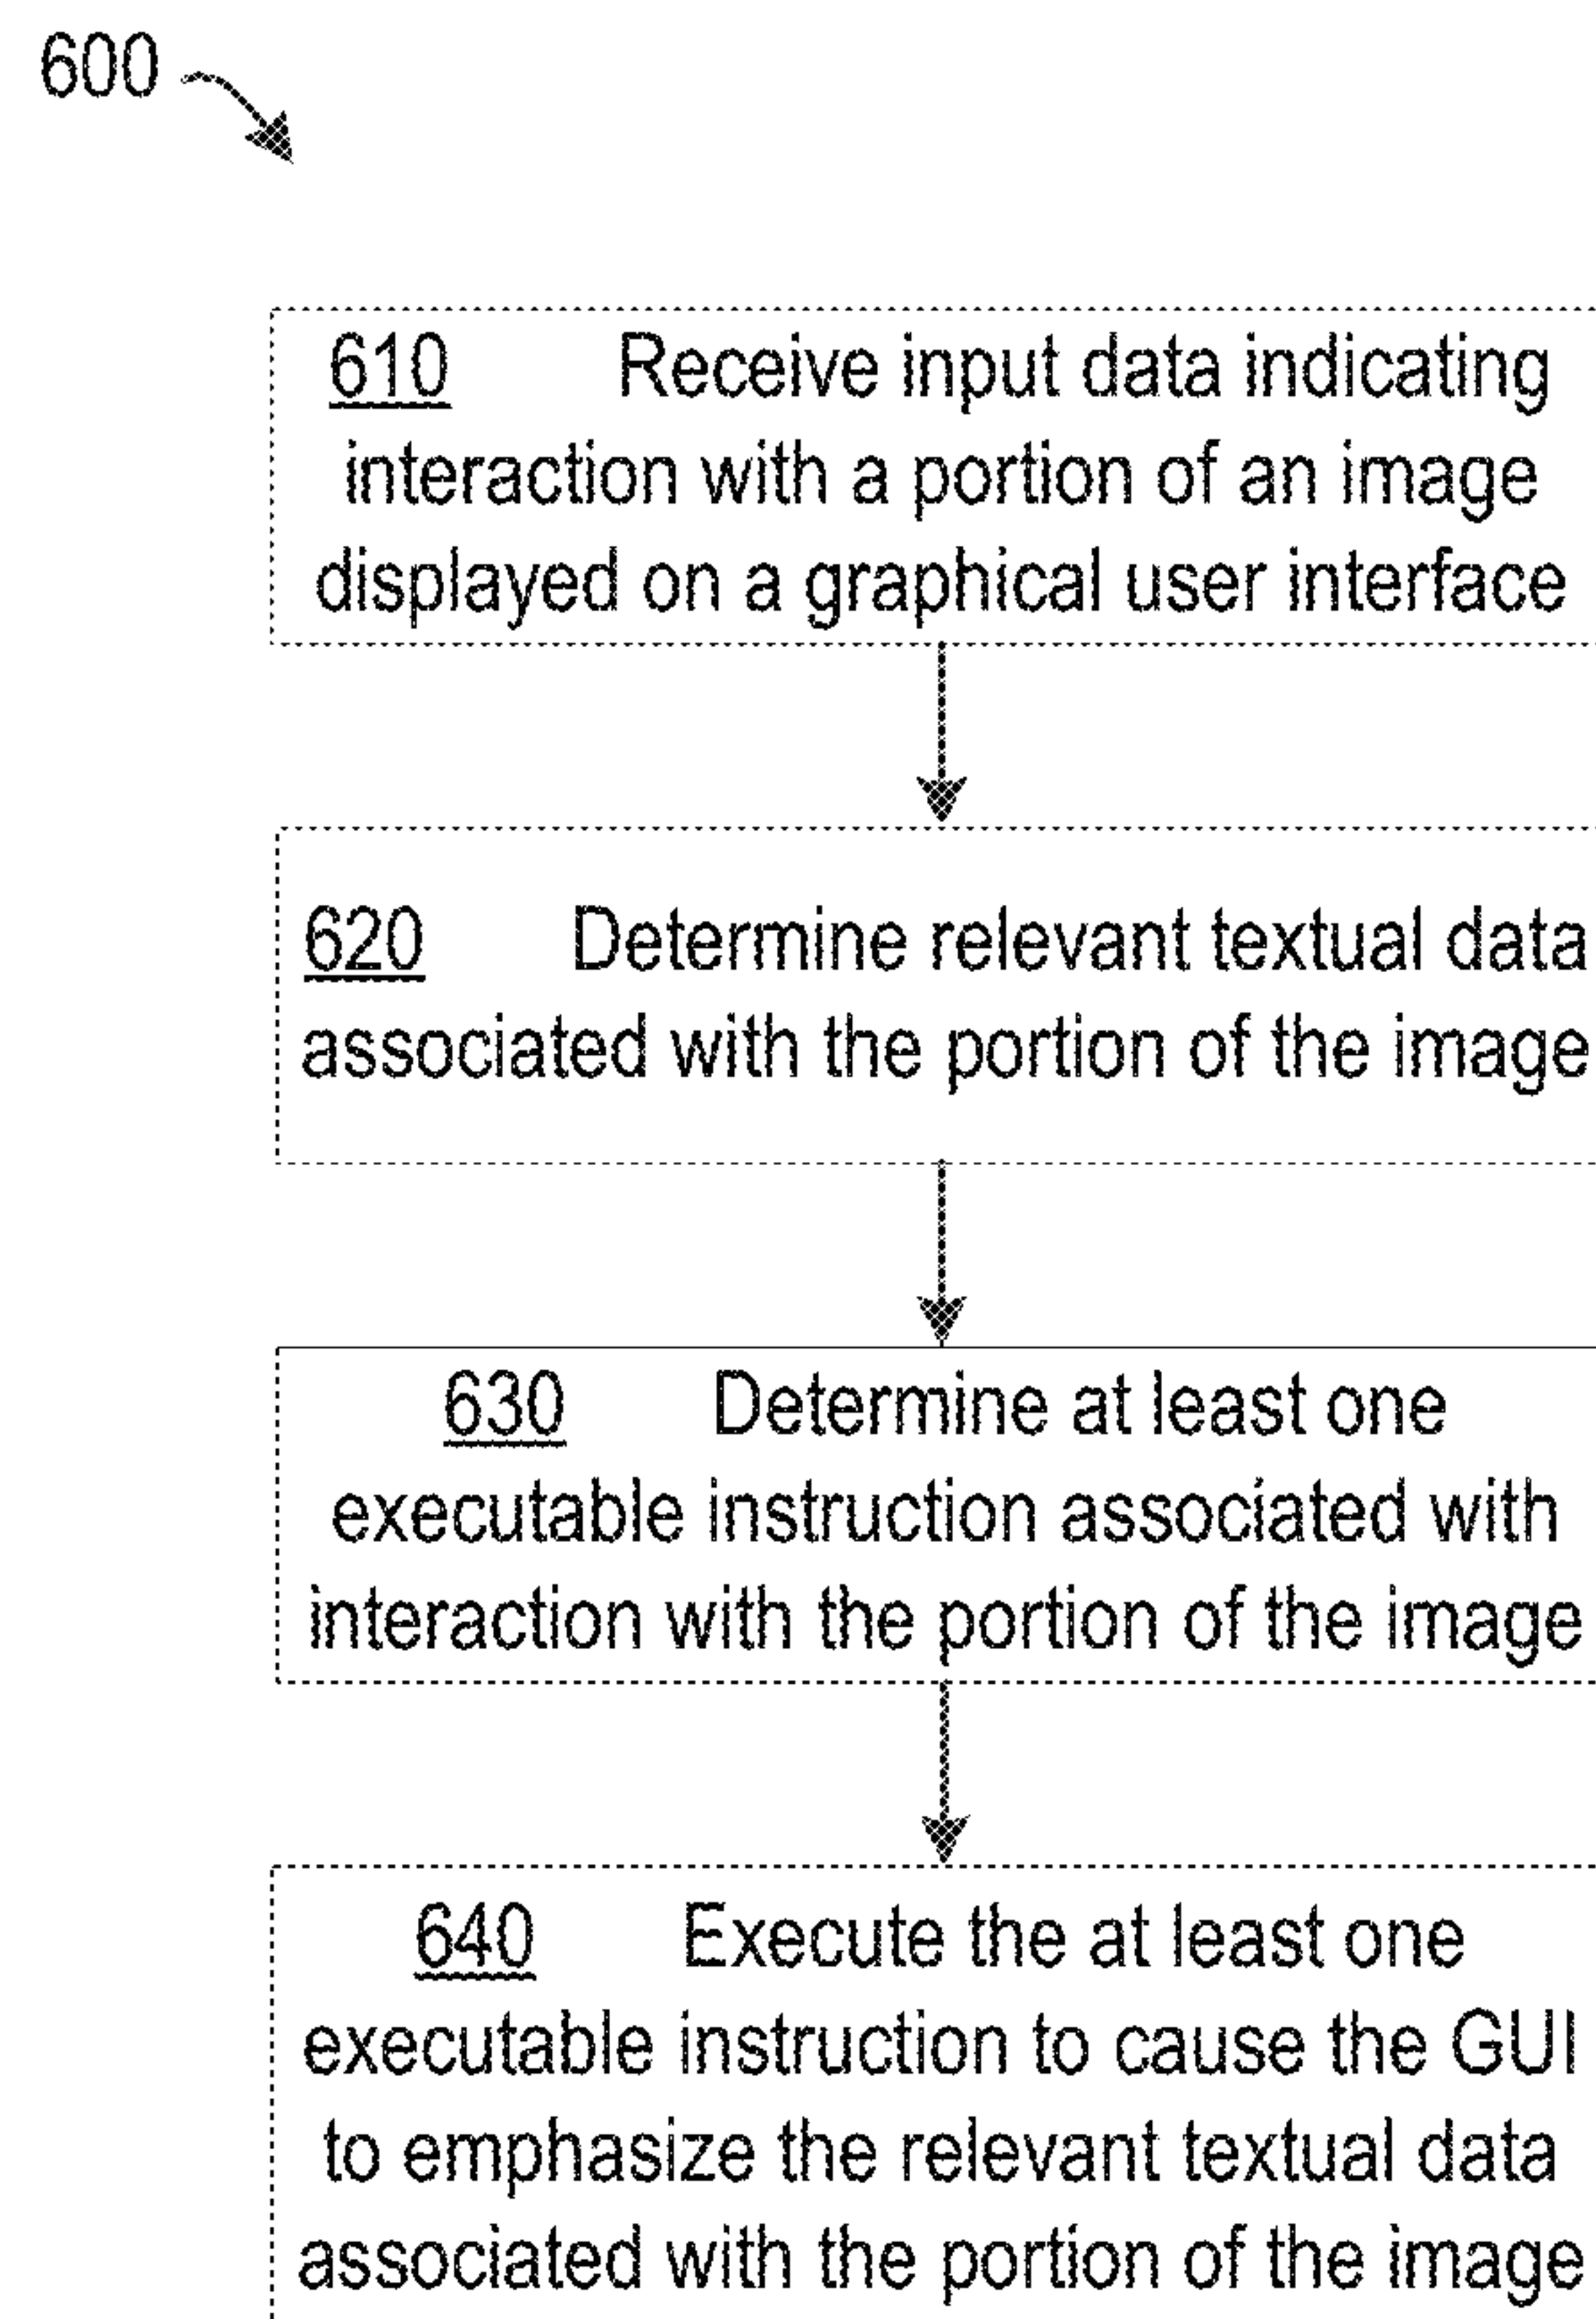 600
610 Receive input data indicating
interaction with a portion of an image
displayed on a graphical user interface
620 Determine relevant textual data
associated with the portion of the image
630 Determine at least one
executable instruction associated with
interaction with the portion of the image
640 Execute the at least one
executable instruction to cause the GUI
to emphasize the relevant textual data
associated with the portion of the image